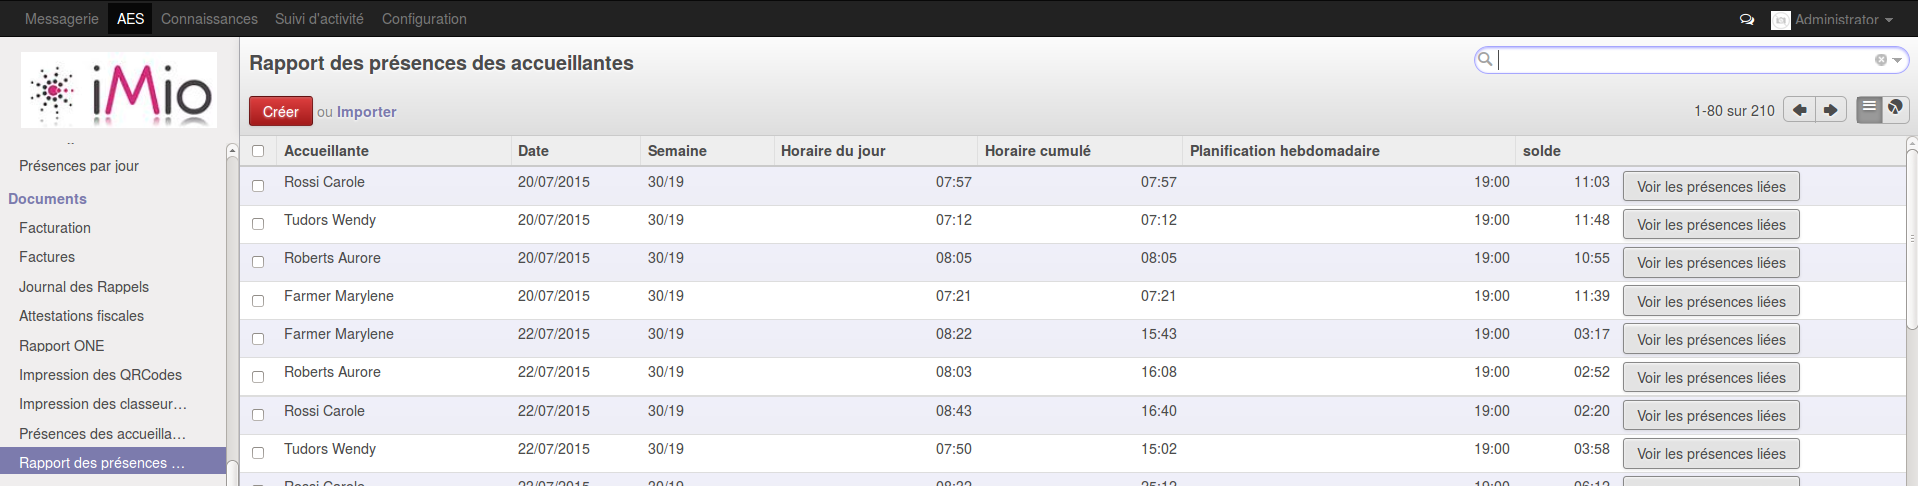 Messagerie AES Connaissances Suivi d'activité Configuration Administrator
iMio
Rapport des présences des accueillantes
Créer ou Importer 1-80 sur 210
Présences par jour
Documents
Facturation
Factures
Journal des Rappels
Attestations fiscales
Rapport ONE
Impression des QRCodes
Impression des classeur…
Présences des accueilla…
Rapport des présences …
Accueillante Date Semaine Horaire du jour Horaire cumulé Planification hebdomadaire solde
Rossi Carole 20/07/2015 30/19 07:57 07:57 19:00 11:03 Voir les présences liées
Tudors Wendy 20/07/2015 30/19 07:12 07:12 19:00 11:48 Voir les présences liées
Roberts Aurore 20/07/2015 30/19 08:05 08:05 19:00 10:55 Voir les présences liées
Farmer Marylene 20/07/2015 30/19 07:21 07:21 19:00 11:39 Voir les présences liées
Farmer Marylene 22/07/2015 30/19 08:22 15:43 19:00 03:17 Voir les présences liées
Roberts Aurore 22/07/2015 30/19 08:03 16:08 19:00 02:52 Voir les présences liées
Rossi Carole 22/07/2015 30/19 08:43 16:40 19:00 02:20 Voir les présences liées
Tudors Wendy 22/07/2015 30/19 07:50 15:02 19:00 03:58 Voir les présences liées